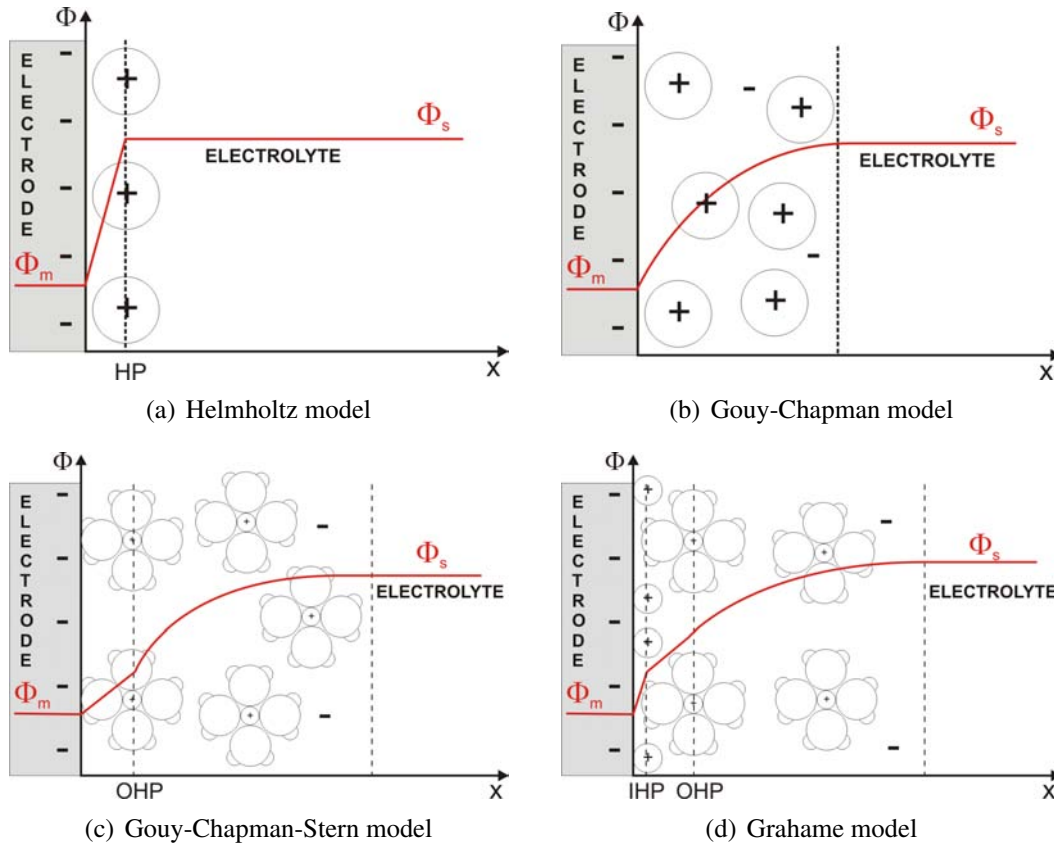 Φ
ELECTRODE
Φm
Φs
ELECTROLYTE
HP
x
(a) Helmholtz model
Φ
ELECTRODE
Φm
Φs
ELECTROLYTE
x
(b) Gouy-Chapman model
Φ
ELECTRODE
Φm
Φs
ELECTROLYTE
OHP
x
(c) Gouy-Chapman-Stern model
Φ
ELECTRODE
Φm
Φs
ELECTROLYTE
IHP OHP
x
(d) Grahame model